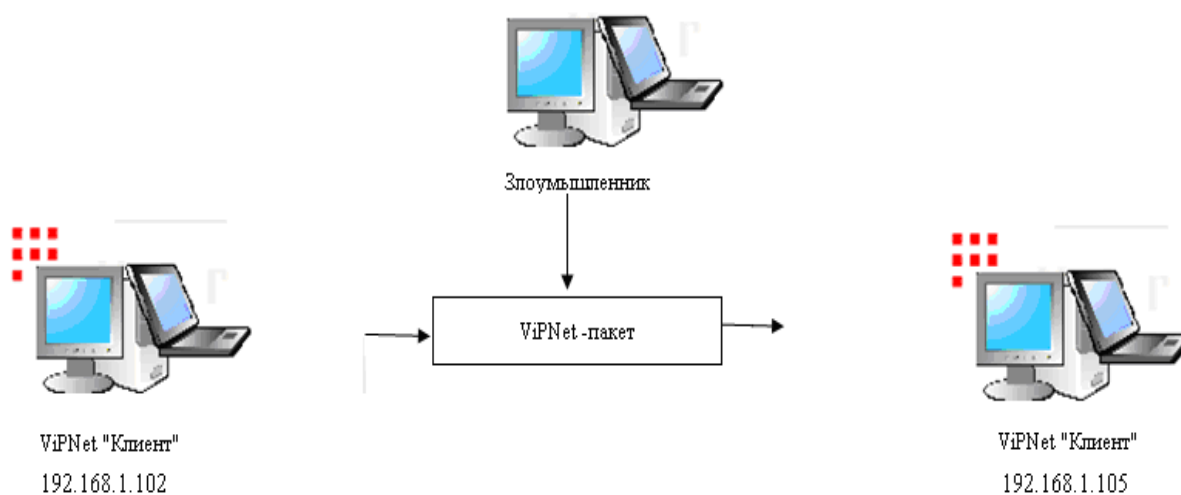 Злоумышленник
ViPNet -пакет
ViPNet "Клиент"
192.168.1.102
ViPNet "Клиент"
192.168.1.105